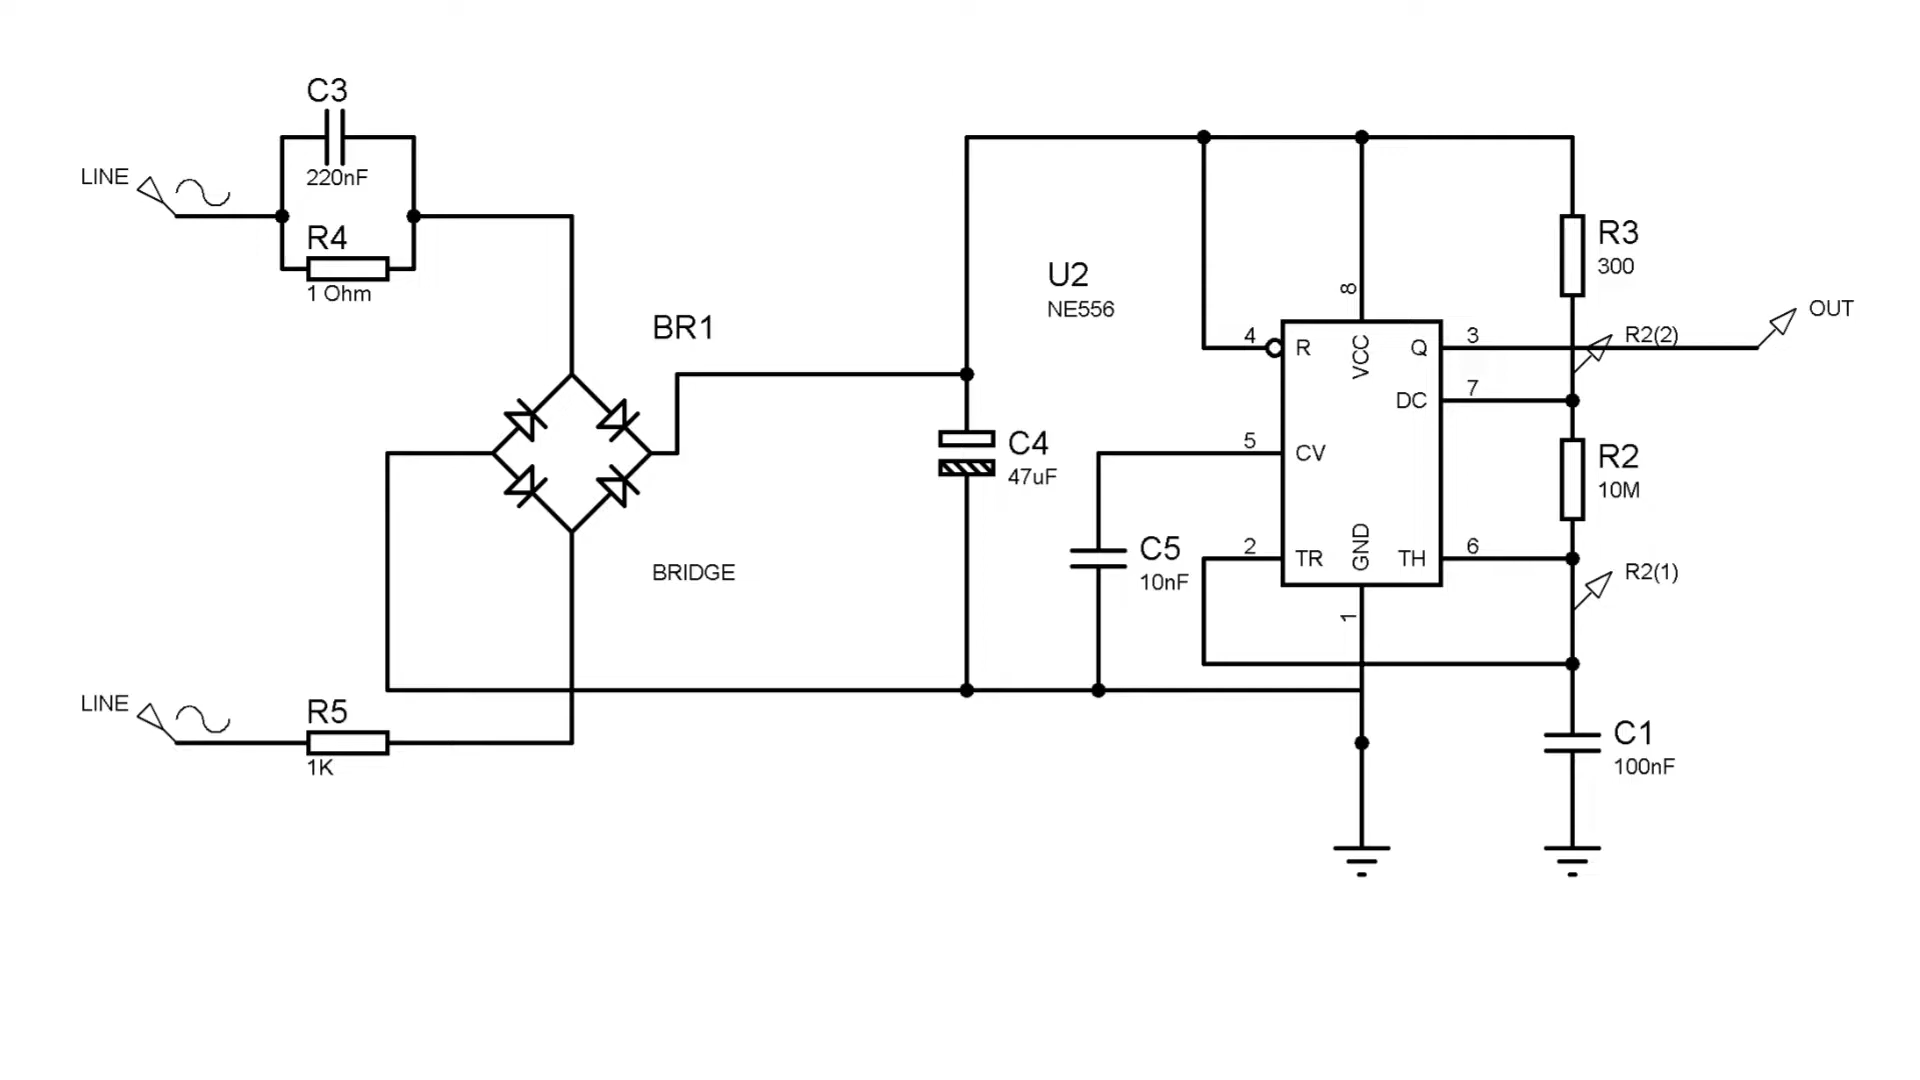 C3
220nF
LINE
R4
1 Ohm
BR1
BRIDGE
LINE
R5
1K
C4
47uF
U2
NE556
C5
10nF
4
R
8
VCC
Q
3
DC
7
5
CV
2
TR
GND
1
TH
6
R3
300
R2(2)
OUT
R2
10M
R2(1)
C1
100nF